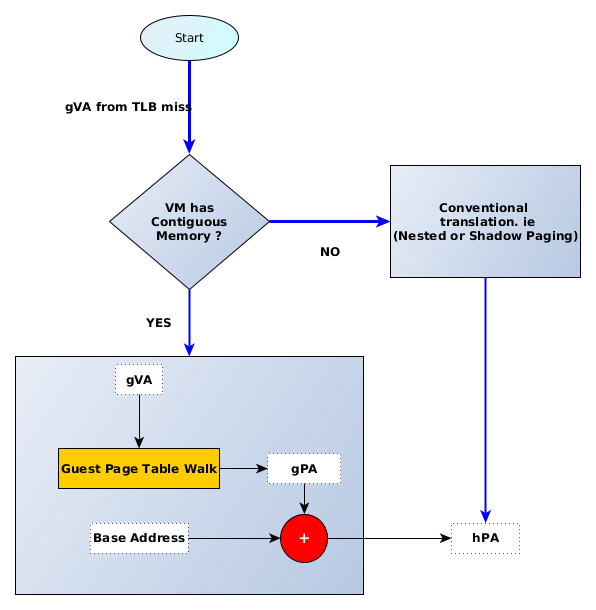 Start
gVA from TLB miss
VM has
Contiguous
Memory ?
Conventional
translation. ie
(Nested or Shadow Paging)
NO
YES
gVA
Guest Page Table Walk
gPA
Base Address
+
hPA